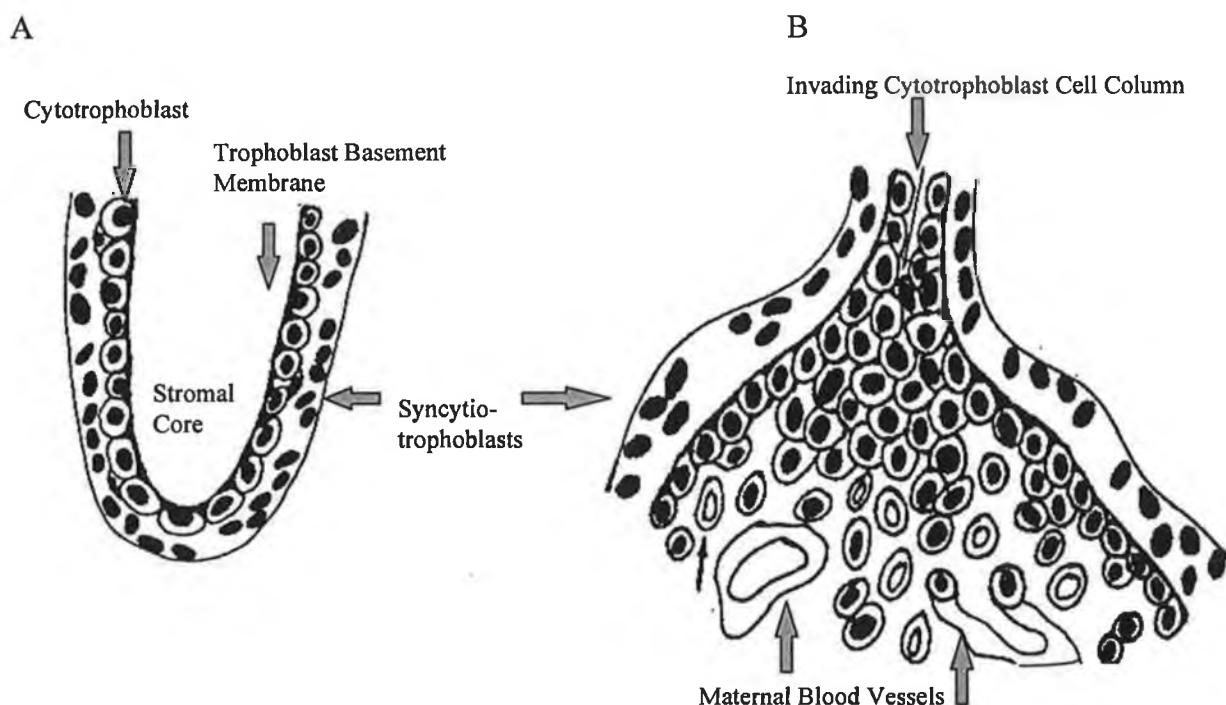 A
B
Invading Cytotrophoblast Cell Column
Cytotrophoblast
Trophoblast Basement
Membrane
Stromal
Core
Syncytio-
trophoblasts
Maternal Blood Vessels